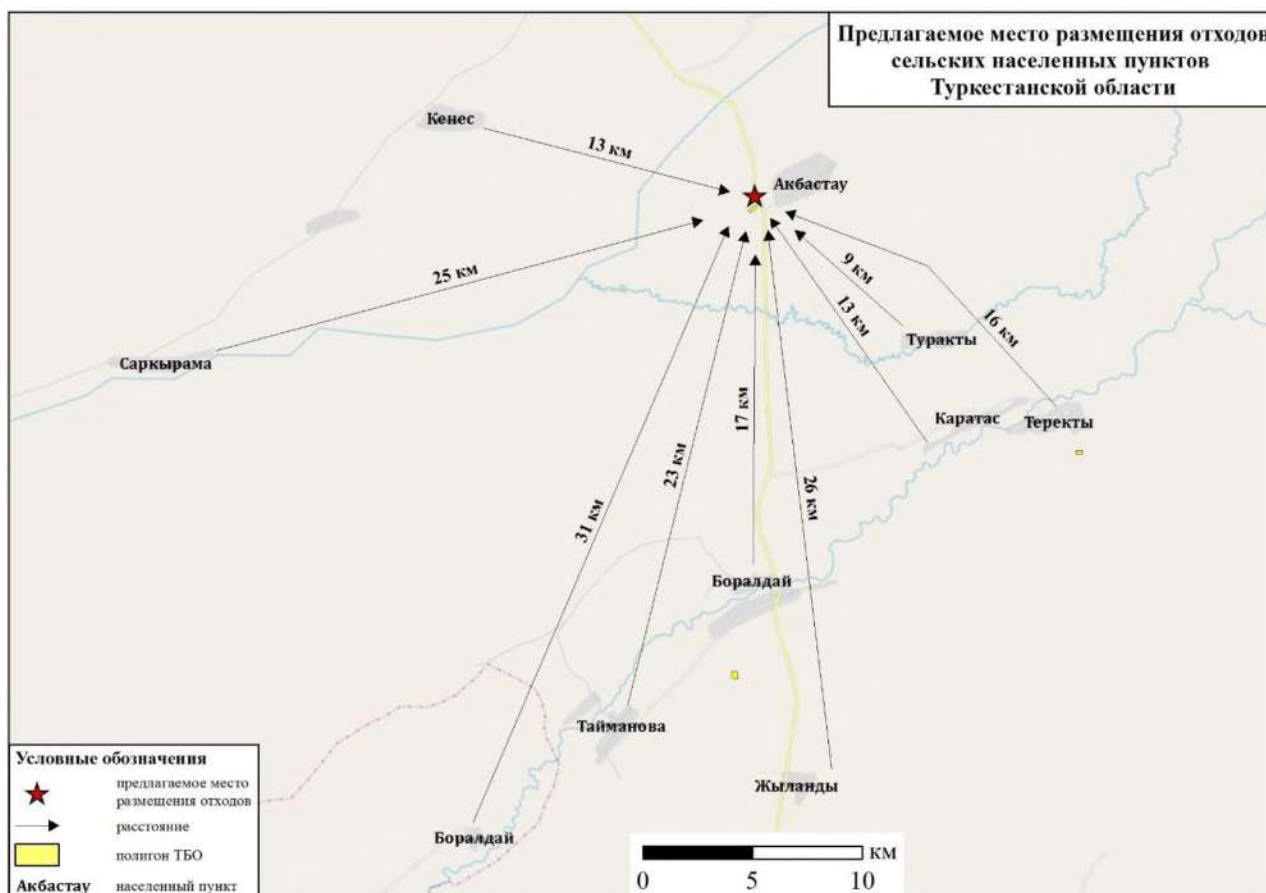 Предлагаемое место размещения отходов
сельских населенных пунктов
Туркестанской области
Кенес
13 км
Акбастау
25 км
9 км
13 км
16 км
Саркырама
Туракты
17 км
Каратас
Теректы
23 км
26 км
31 км
Боралдай
Тайманова
Жыланды
Боралдай
Условные обозначения
предлагаемое место
размещения отходов
расстояние
полигон ТБО
Акбастау населенный пункт
км
0 5 10